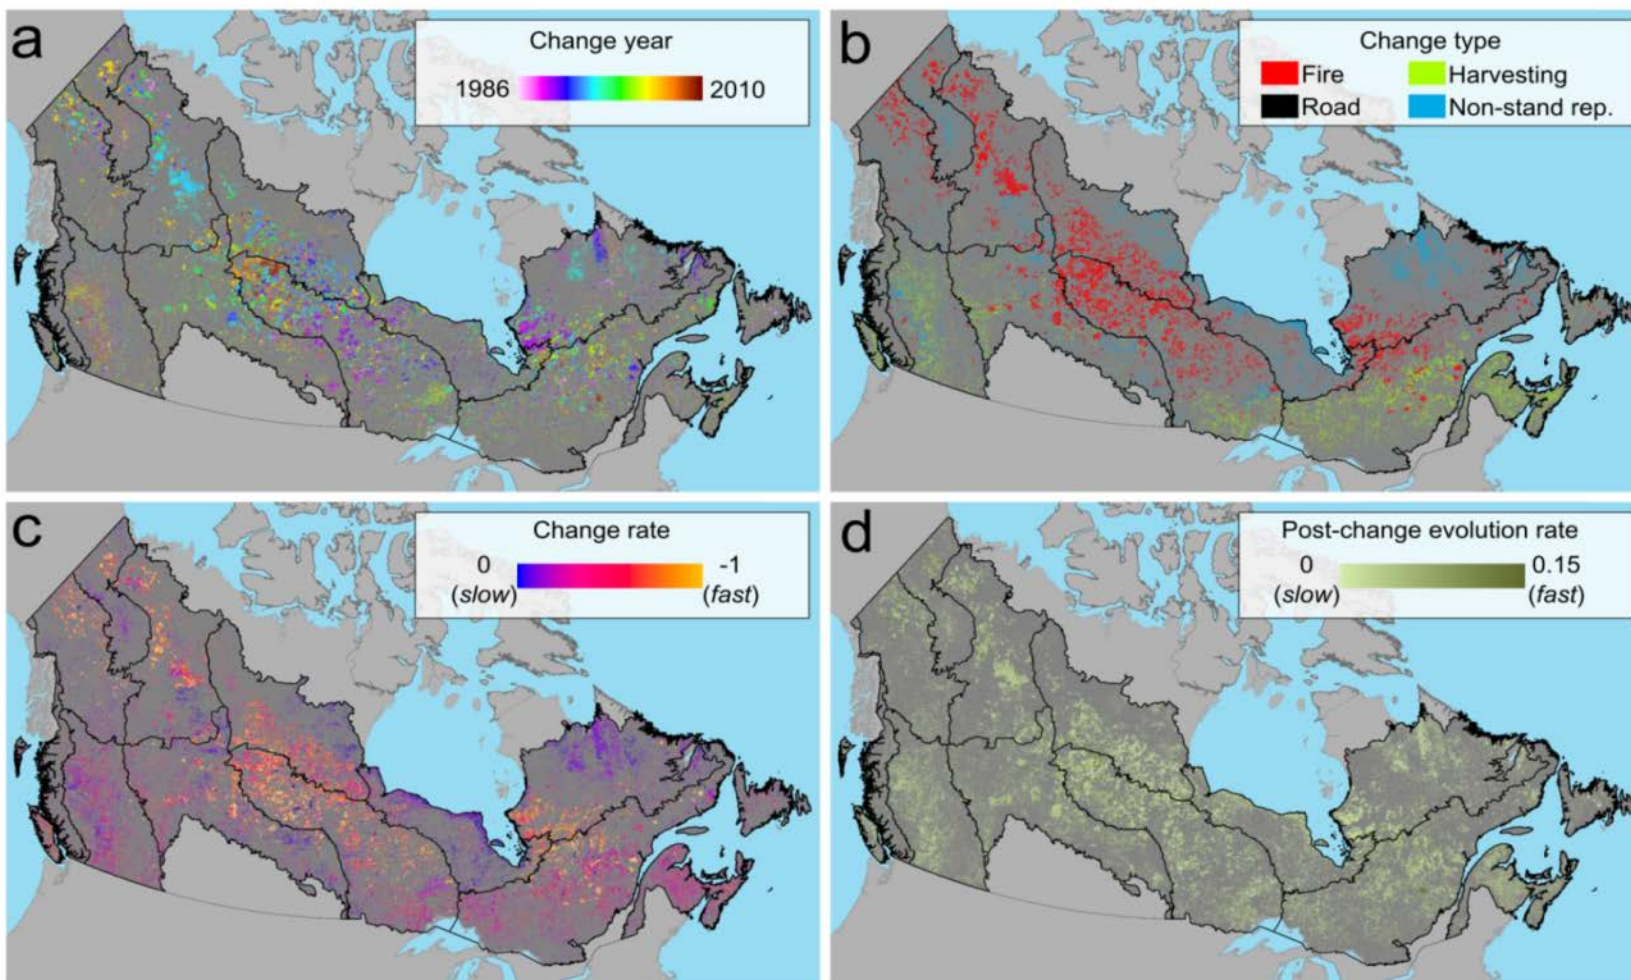 a
Change year
1986 2010
b
Change type
Fire Harvesting
Road Non-stand rep.
c
Change rate
0 -1
(slow) (fast)
d
Post-change evolution rate
0 0.15
(slow) (fast)